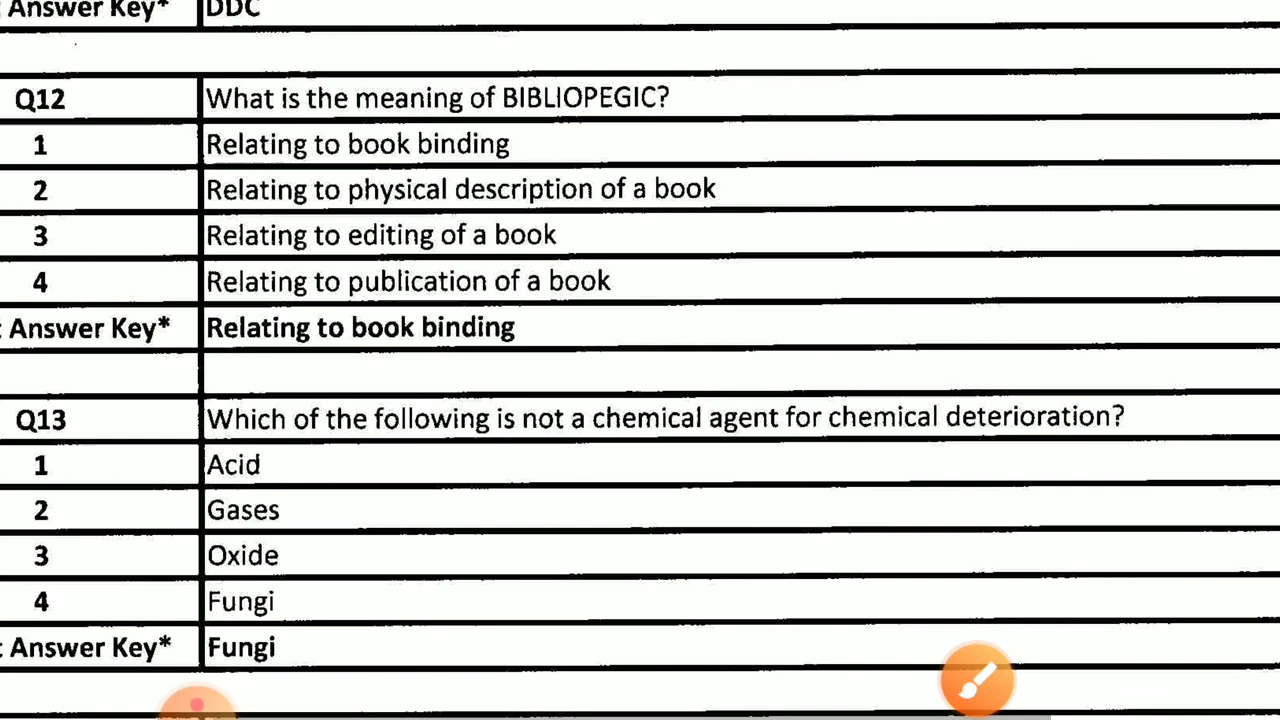 Answer Key* DDC
Q12 What is the meaning of BIBLIOPEGIC?
1 Relating to book binding
2 Relating to physical description of a book
3 Relating to editing of a book
4 Relating to publication of a book
Answer Key* Relating to book binding
Q13 Which of the following is not a chemical agent for chemical deterioration?
1 Acid
2 Gases
3 Oxide
4 Fungi
Answer Key* Fungi